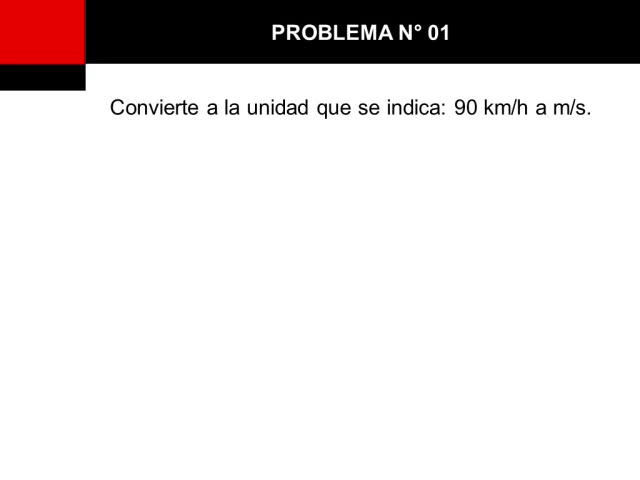 PROBLEMA N° 01
Convierte a la unidad que se indica: 90 km/h a m/s.